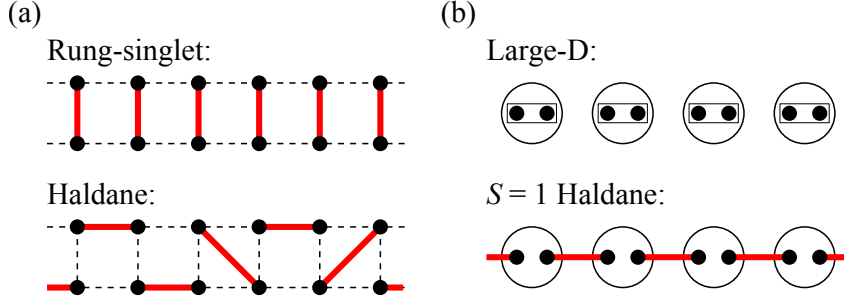 (a)
Rung-singlet:
Haldane:
(b)
Large-D:
S = 1 Haldane: